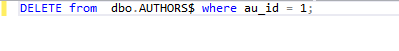 DELETE from  dbo.AUTHORS$ where au_id = 1;